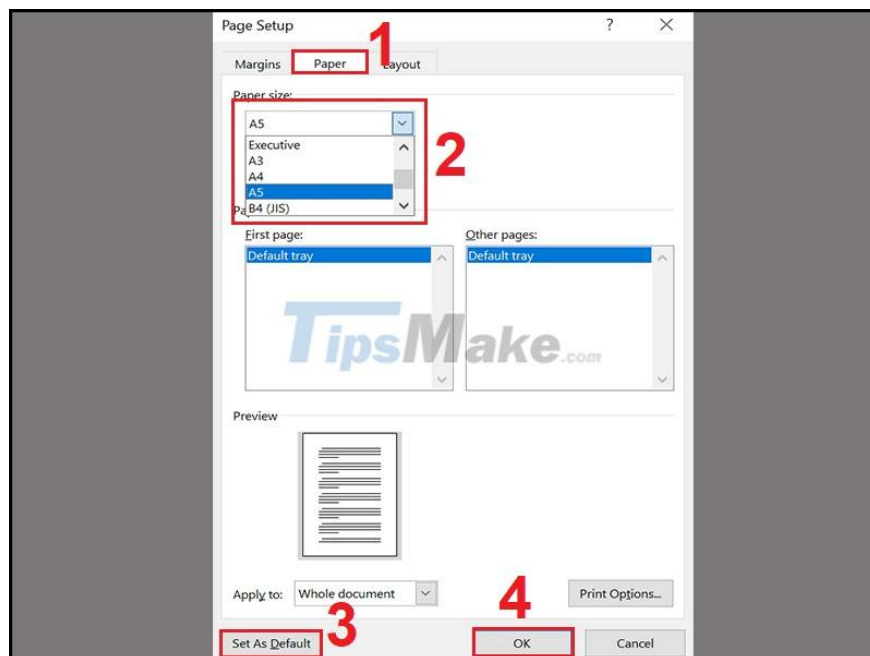 Page Setup ? ×
1
Margins Paper Layout
Paper size:
A5
Executive
A3
A4
A5
B4 (JIS)
2
Pa
First page: Other pages:
Default tray Default tray
TipsMake.com
Preview
Apply to: Whole document Print Options...
3 4
Set As Default OK Cancel